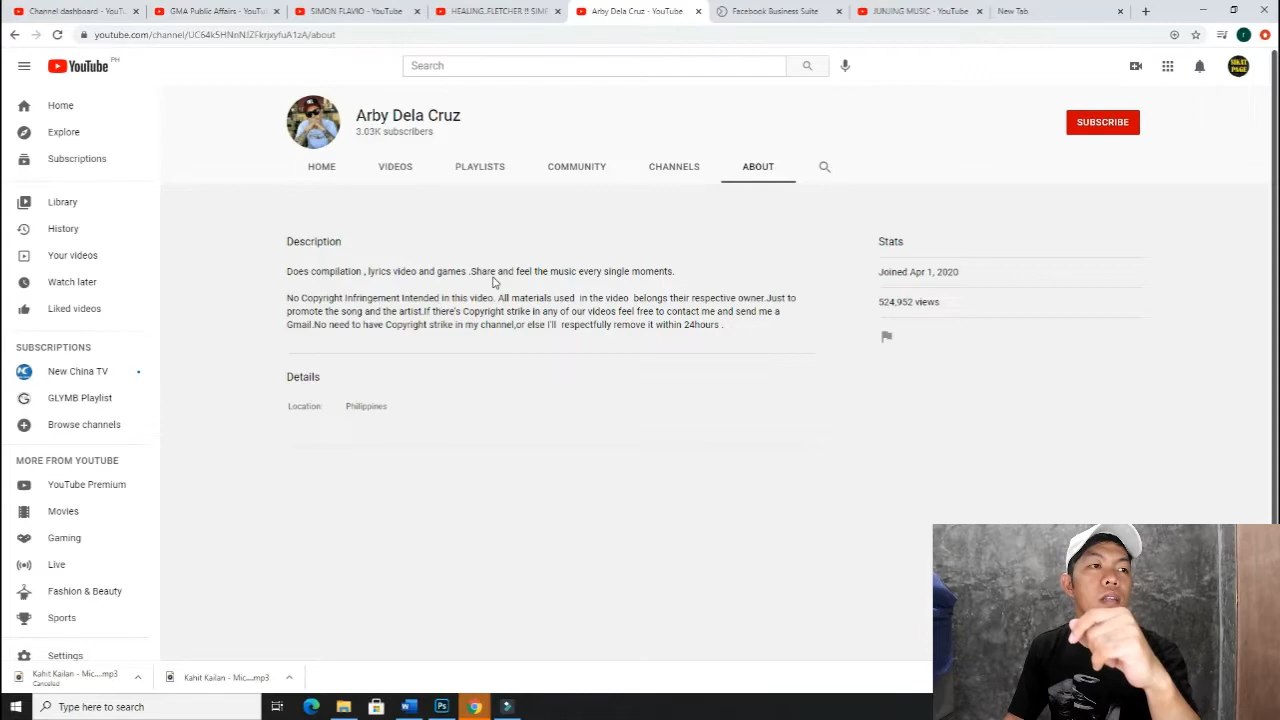 Channel dashboard - YouTu
GMA Public Affairs - YouTu
SIMON FLAVIO - YouTube
HEALING..FLETCHER !! SIMF
Arby Dela Cruz - YouTube
Facebook Business Suite
JUNJING MUSIC - YouTube
New Tab
youtube.com/channel/UC64k5HNnNJZFkrjxyfuA1zA/about
YouTube PH
Search
Home
Explore
Subscriptions
Library
History
Your videos
Watch later
Liked videos
SUBSCRIPTIONS
New China TV
GLYMB Playlist
Browse channels
MORE FROM YOUTUBE
YouTube Premium
Movies
Gaming
Live
Fashion & Beauty
Sports
Settings
Arby Dela Cruz
3.03K subscribers
SUBSCRIBE
HOME VIDEOS PLAYLISTS COMMUNITY CHANNELS ABOUT
Description
Does compilation , lyrics video and games .Share and feel the music every single moments.
No Copyright Infringement Intended in this video. All materials used in the video belongs their respective owner.Just to
promote the song and the artist.If there's Copyright strike in any of our videos feel free to contact me and send me a
Gmail.No need to have Copyright strike in my channel,or else I'll respectfully remove it within 24hours .
Details
Location: Philippines
Stats
Joined Apr 1, 2020
524,952 views
Kahit Kailan - Mic....mp3
Canceled
Kahit Kailan - Mic....mp3
Type here to search